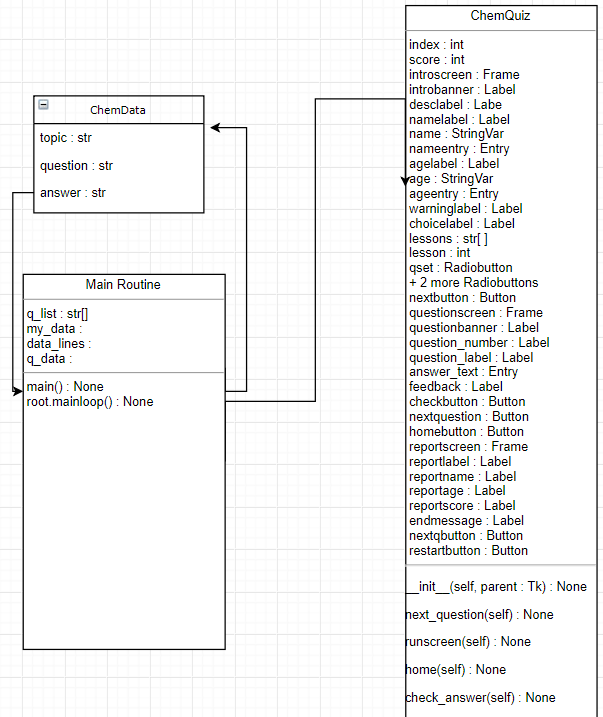 ChemData
topic : str
question : str
answer : str
Main Routine
q_list : str[]
my_data :
data_lines :
q_data :
main() : None
root.mainloop() : None
ChemQuiz
index : int
score : int
introscreen : Frame
introbanner : Label
desclabel : Labe
namelabel : Label
name : StringVar
nameentry : Entry
agelabel : Label
age : StringVar
ageentry : Entry
warninglabel : Label
choicelabel : Label
lessons : str[ ]
lesson : int
qset : Radiobutton
+ 2 more Radiobuttons
nextbutton : Button
questionscreen : Frame
questionbanner : Label
question_number : Label
question_label : Label
answer_text : Entry
feedback : Label
checkbutton : Button
nextquestion : Button
homebutton : Button
reportscreen : Frame
reportlabel : Label
reportname : Label
reportage : Label
reportscore : Label
endmessage : Label
nextqbutton : Button
restartbutton : Button
__init__(self, parent : Tk) : None
next_question(self) : None
runscreen(self) : None
home(self) : None
check_answer(self) : None